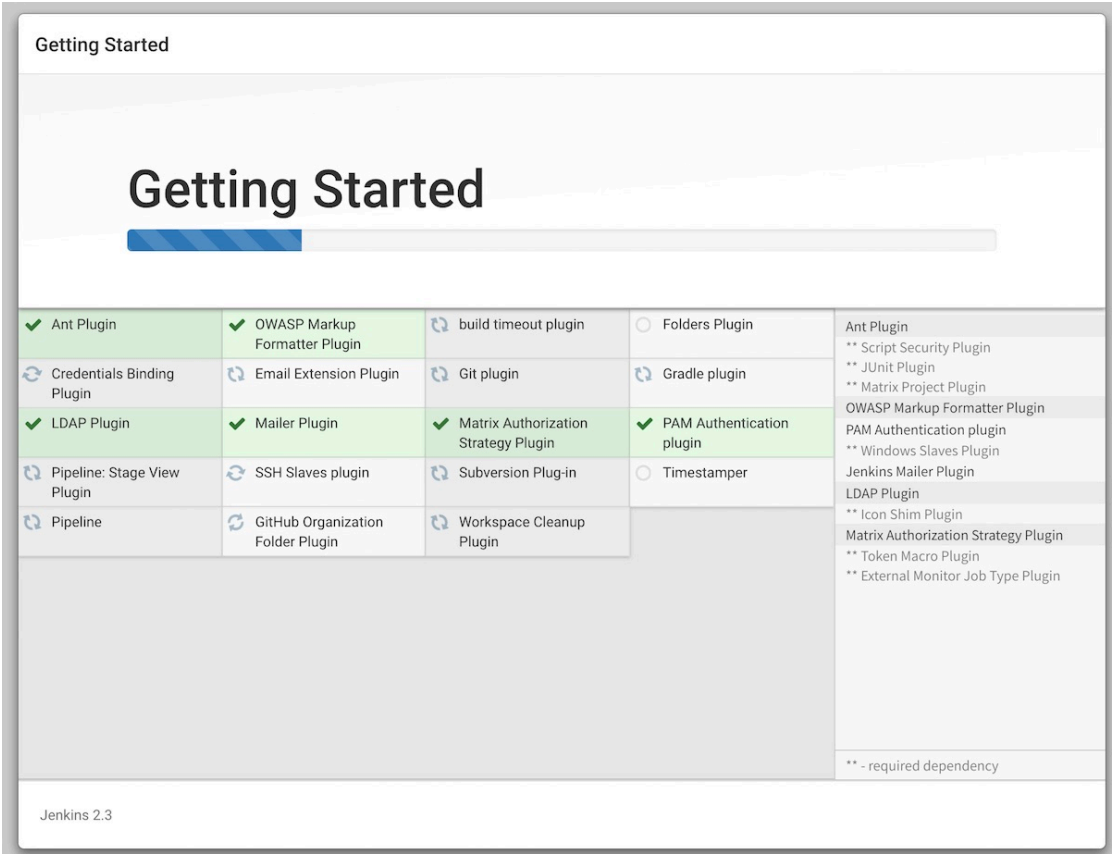 Getting Started
Getting Started
Ant Plugin
OWASP Markup
Formatter Plugin
build timeout plugin
Folders Plugin
Credentials Binding
Plugin
Email Extension Plugin
Git plugin
Gradle plugin
LDAP Plugin
Mailer Plugin
Matrix Authorization
Strategy Plugin
PAM Authentication
plugin
Pipeline: Stage View
Plugin
SSH Slaves plugin
Subversion Plug-in
Timestamper
Pipeline
GitHub Organization
Folder Plugin
Workspace Cleanup
Plugin
Ant Plugin
** Script Security Plugin
** JUnit Plugin
** Matrix Project Plugin
OWASP Markup Formatter Plugin
PAM Authentication plugin
** Windows Slaves Plugin
Jenkins Mailer Plugin
LDAP Plugin
** Icon Shim Plugin
Matrix Authorization Strategy Plugin
** Token Macro Plugin
** External Monitor Job Type Plugin
** - required dependency
Jenkins 2.3